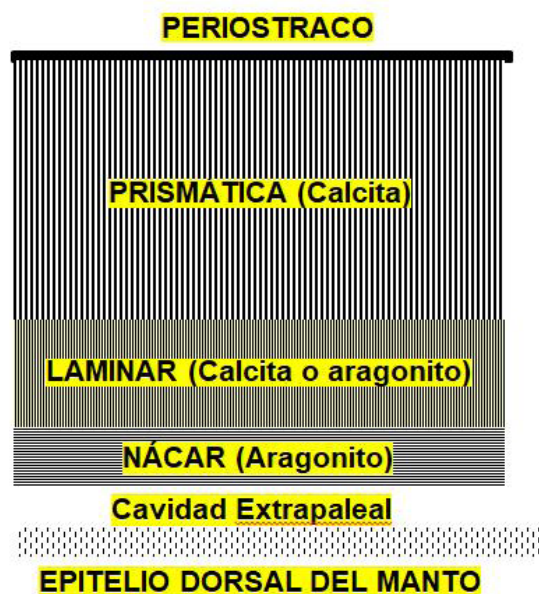 PERIOSTRACO
PRISMÁTICA (Calcita)
LAMINAR (Calcita o aragonito)
NÁCAR (Aragonito)
Cavidad Extrapaleal
EPITELIO DORSAL DEL MANTO